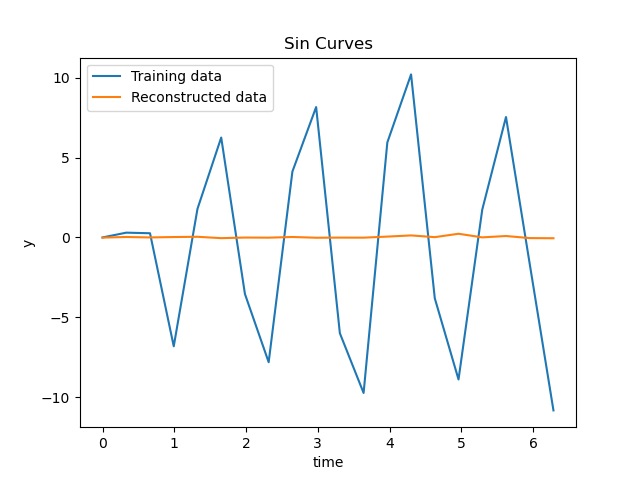 Sin Curves
Training data
Reconstructed data
10
5
0
−5
−10
y
0 1 2 3 4 5 6
time